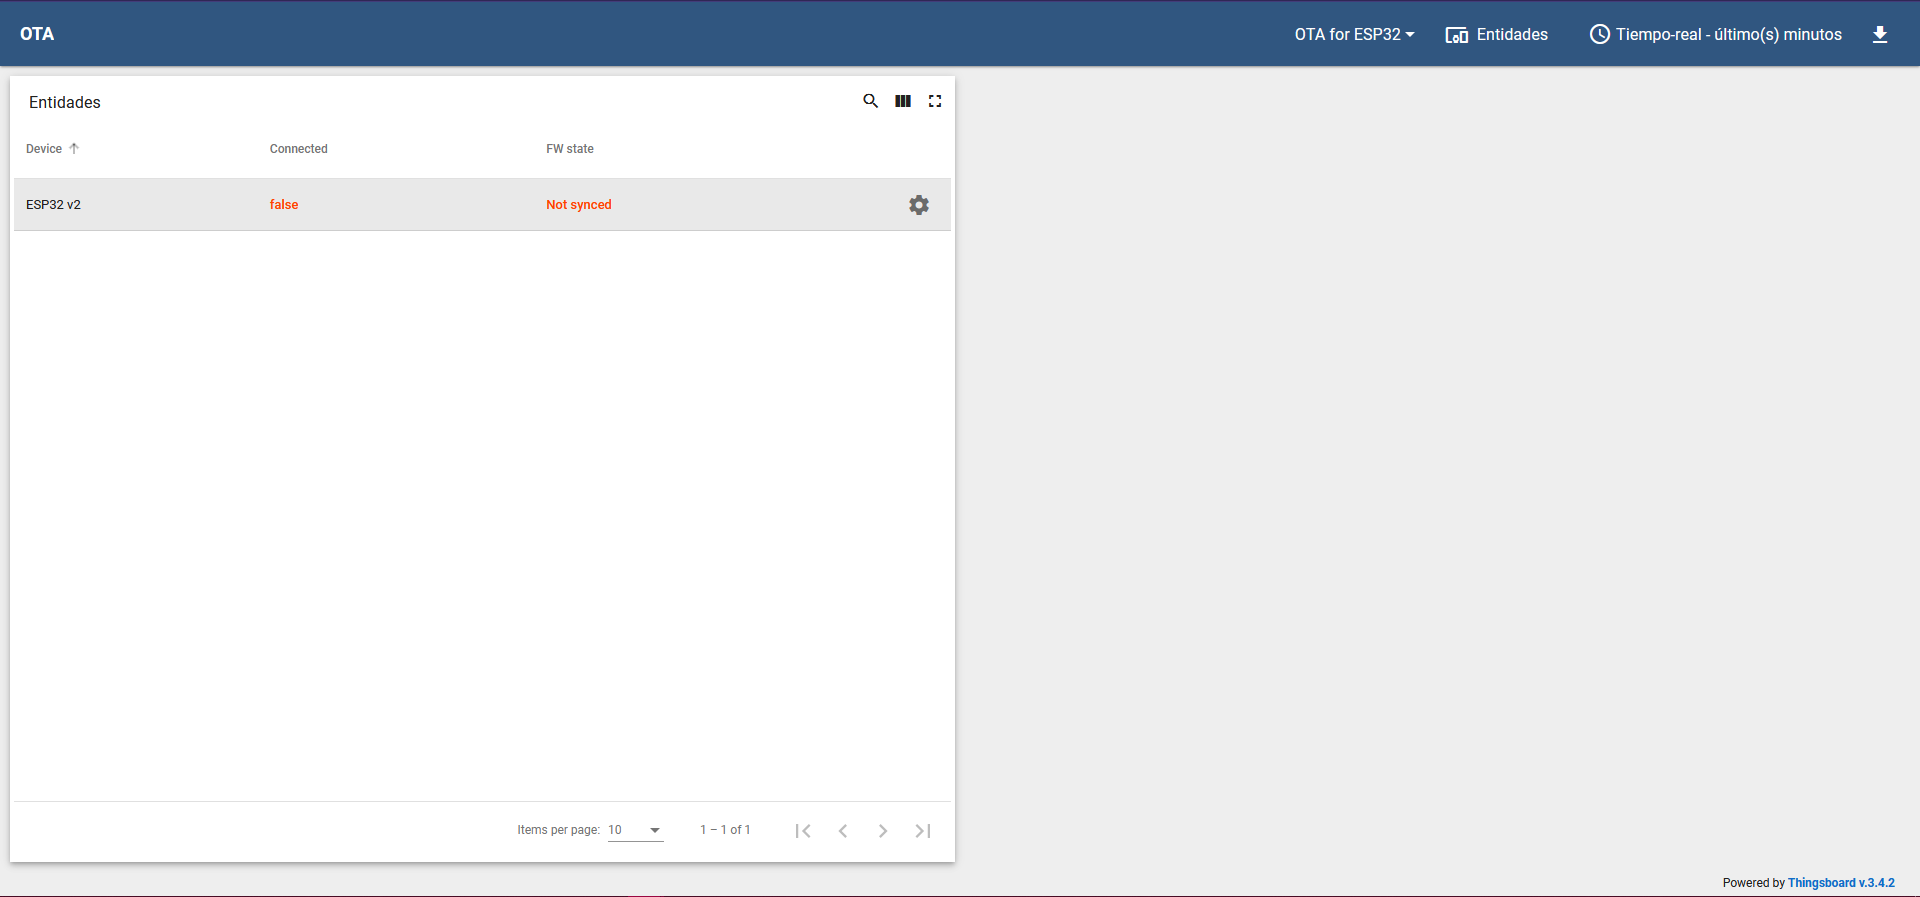 OTA
OTA for ESP32
Entidades
Tiempo-real - último(s) minutos
Entidades
Device Connected FW state
ESP32 v2 false Not synced
Items per page: 10 1 – 1 of 1
Powered by Thingsboard v.3.4.2